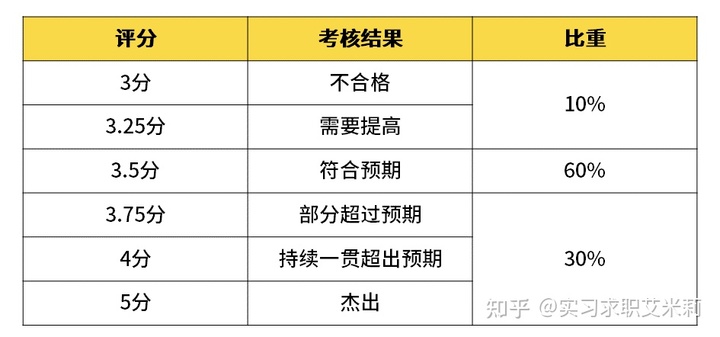 评分 考核结果 比重
3分 不合格
10%
3.25分 需要提高
3.5分 符合预期 60%
3.75分 部分超过预期
4分 持续一贯超出预期 30%
5分 杰出
知乎 @实习求职艾米莉